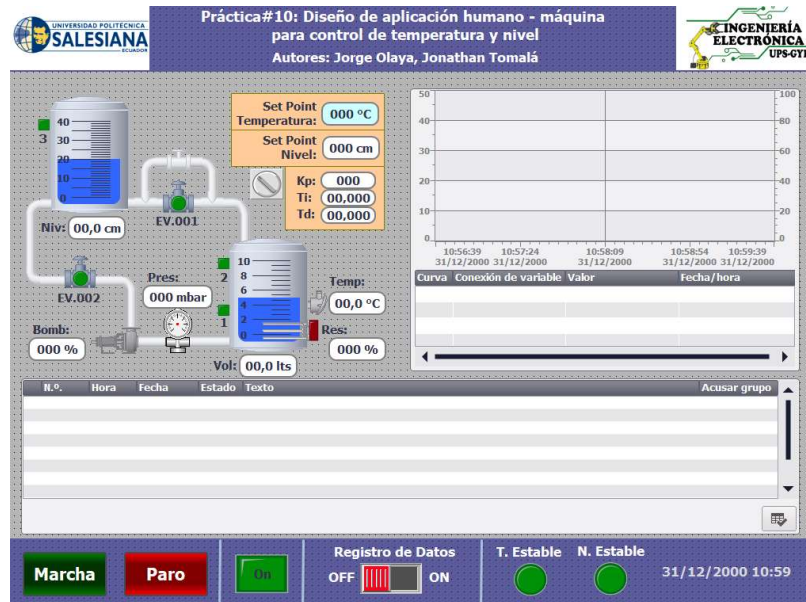 UNIVERSIDAD POLITÉCNICA
SALESIANA
ECUADOR
Práctica#10: Diseño de aplicación humano - máquina
para control de temperatura y nivel
Autores: Jorge Olaya, Jonathan Tomalá
INGENIERÍA
ELECTRÓNICA
UPS-GYE
Set Point
Temperatura: 000 ºC
Set Point
Nivel: 000 cm
Kp: 000
Ti: 00,000
Td: 00,000
40
30
20
10
0
3
Niv: 00,0 cm
EV.001
EV.002
Pres:
000 mbar
Bomb:
000 %
10
8
6
4
2
0
2
1
Temp:
00,0 ºC
Res:
000 %
Vol: 00,0 lts
50
40
30
20
10
0
100
80
60
40
20
0
10:56:39 10:57:24 10:58:09 10:58:54 10:59:39
31/12/2000 31/12/2000 31/12/2000 31/12/2000 31/12/2000
Curva Conexión de variable Valor Fecha/hora
N.º. Hora Fecha Estado Texto Acusar grupo
Marcha
Paro
On
Registro de Datos
OFF ON
T. Estable N. Estable
31/12/2000 10:59